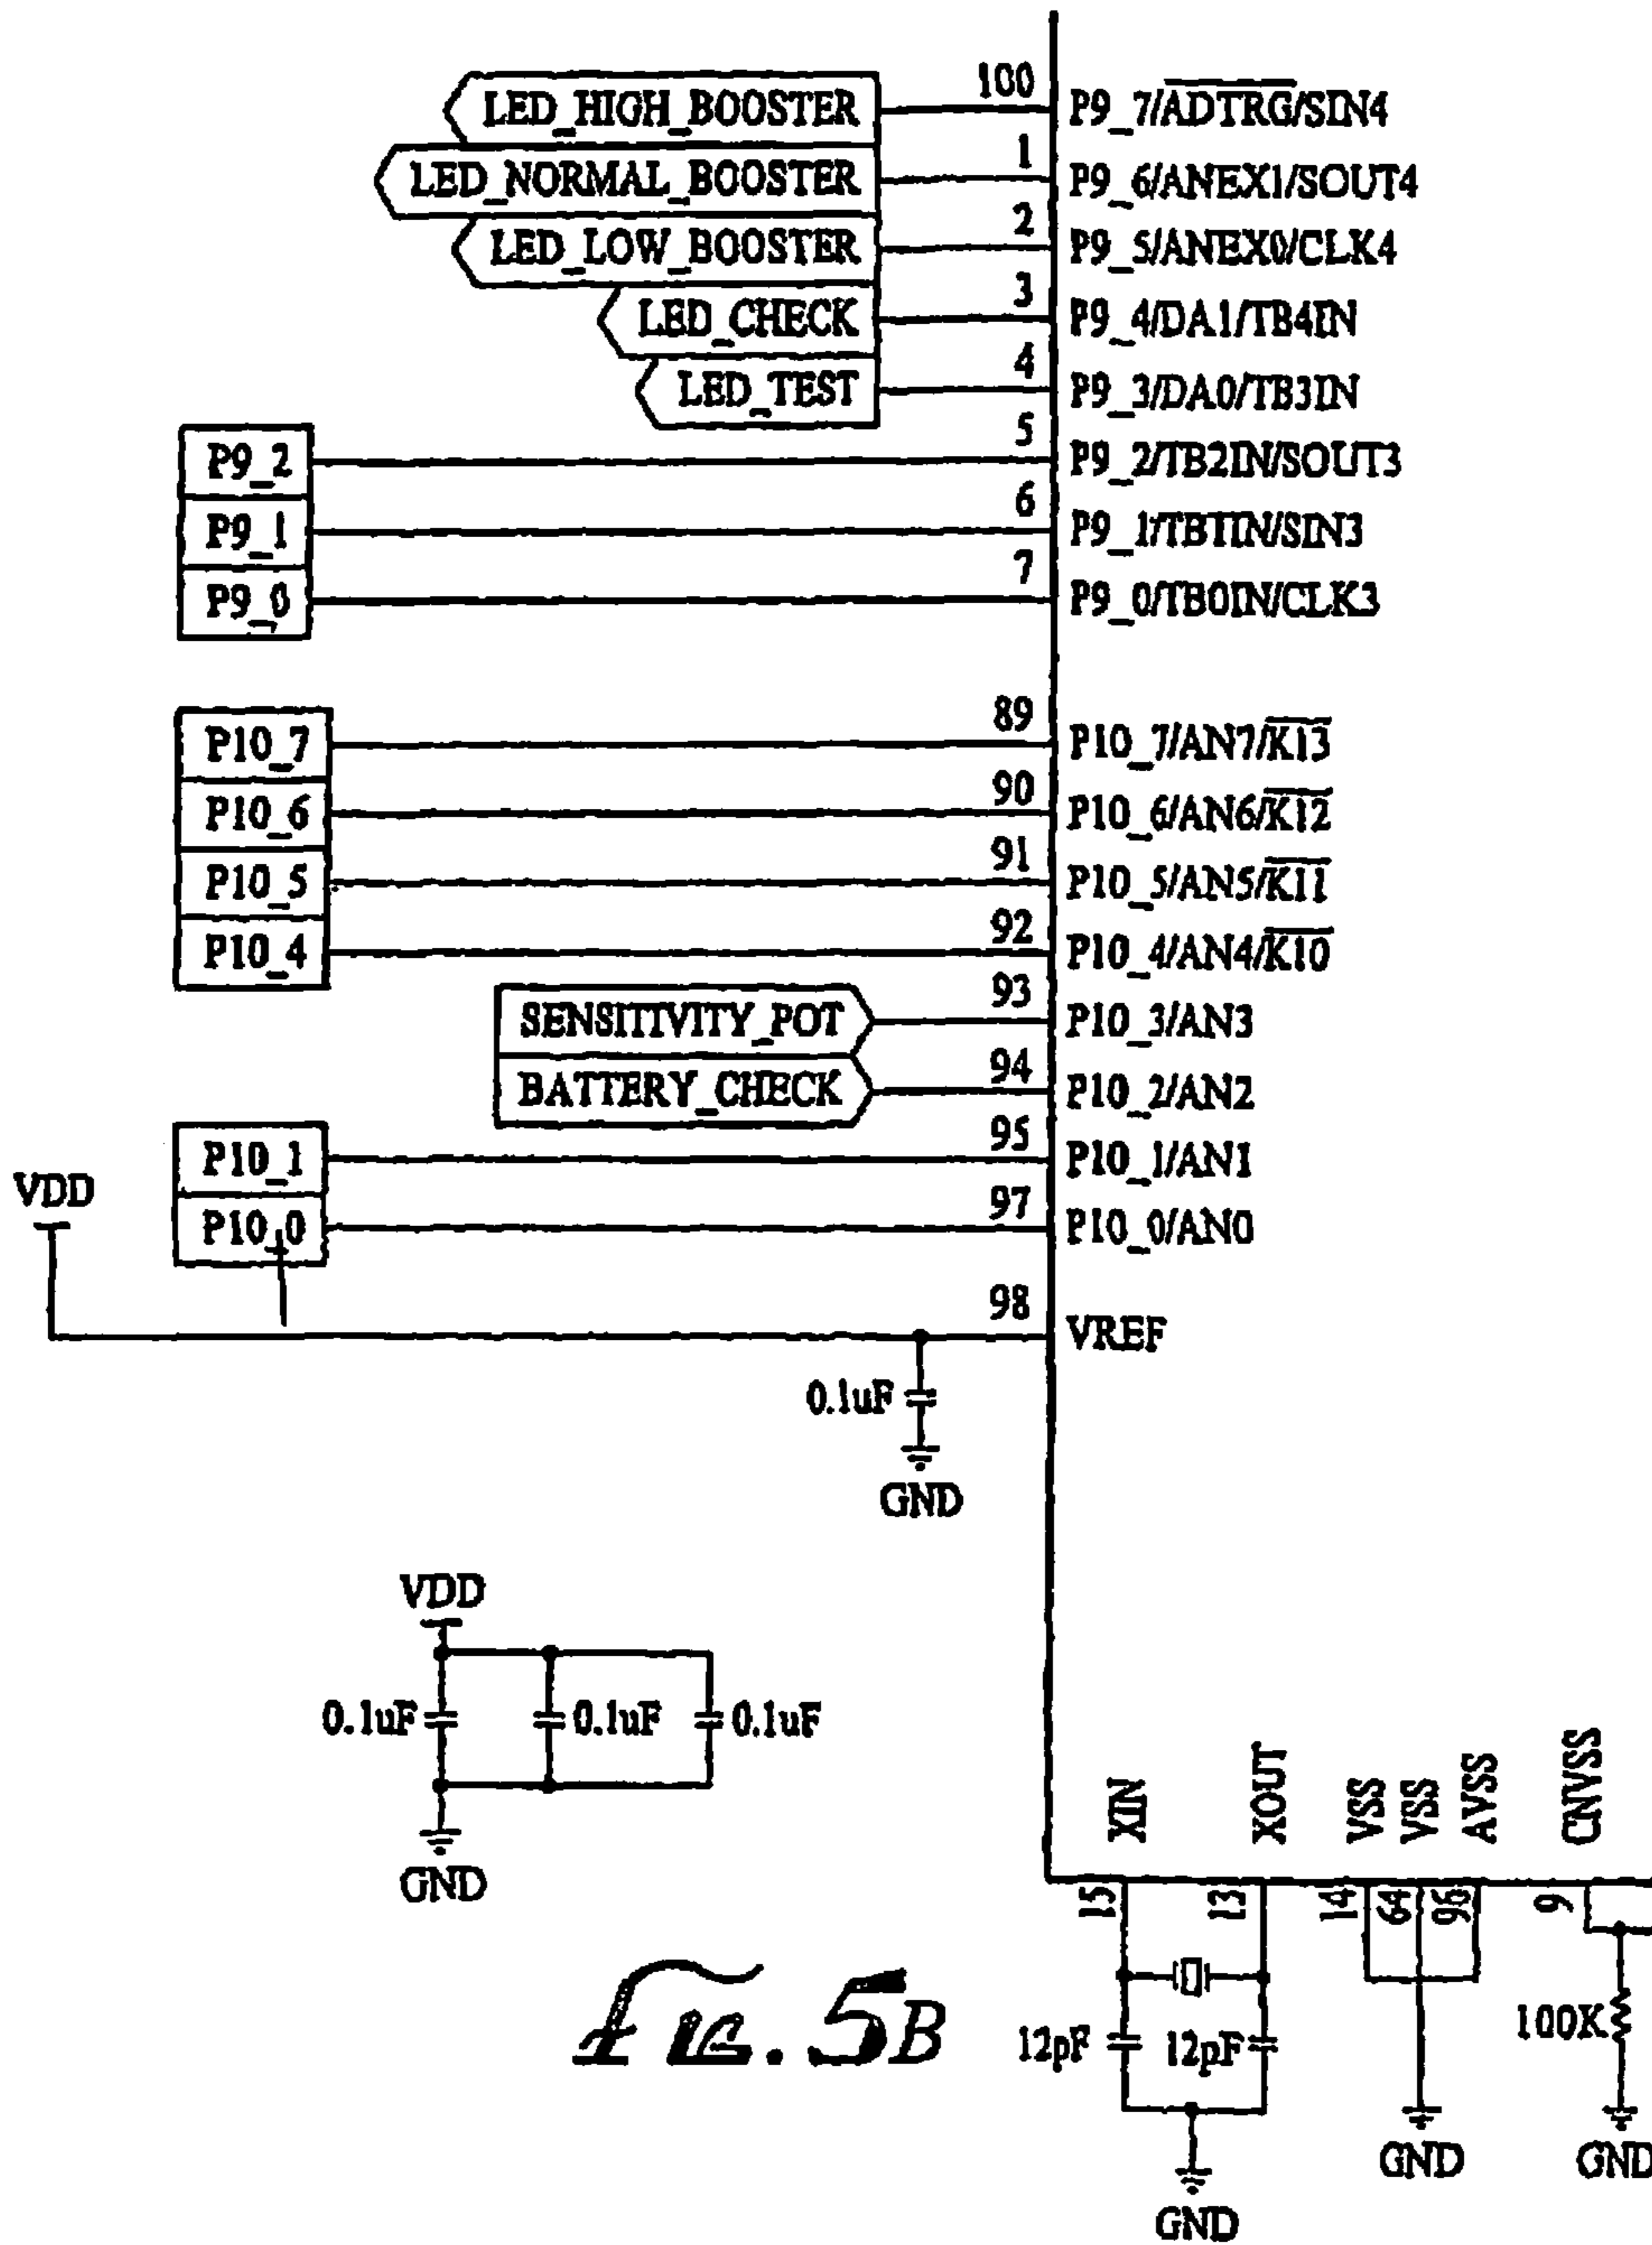 LED_HIGH_BOOSTER 100 P9_7/ADTRG/SIN4
LED_NORMAL_BOOSTER 1 P9_6/ANEX1/SOUT4
LED_LOW_BOOSTER 2 P9_5/ANEX0/CLK4
LED_CHECK 3 P9_4/DA1/TB4IN
LED_TEST 4 P9_3/DA0/TB3IN
P9_2 5 P9_2/TB2IN/SOUT3
P9_1 6 P9_1/TBTIN/SIN3
P9_0 7 P9_0/TB0IN/CLK3
P10_7 89 P10_7/AN7/K13
P10_6 90 P10_6/AN6/K12
P10_5 91 P10_5/AN5/K11
P10_4 92 P10_4/AN4/K10
SENSITIVITY_POT 93 P10_3/AN3
BATTERY_CHECK 94 P10_2/AN2
P10_1 95 P10_1/AN1
VDD
P10_0 97 P10_0/AN0
98 VREF
0.1uF
GND
VDD
0.1uF 0.1uF 0.1uF
GND
XIN XOUT VSS VSS AVSS CNVSS
15 13 14 64 96 9
12pF 12pF 100K
GND GND GND
FIG. 5B